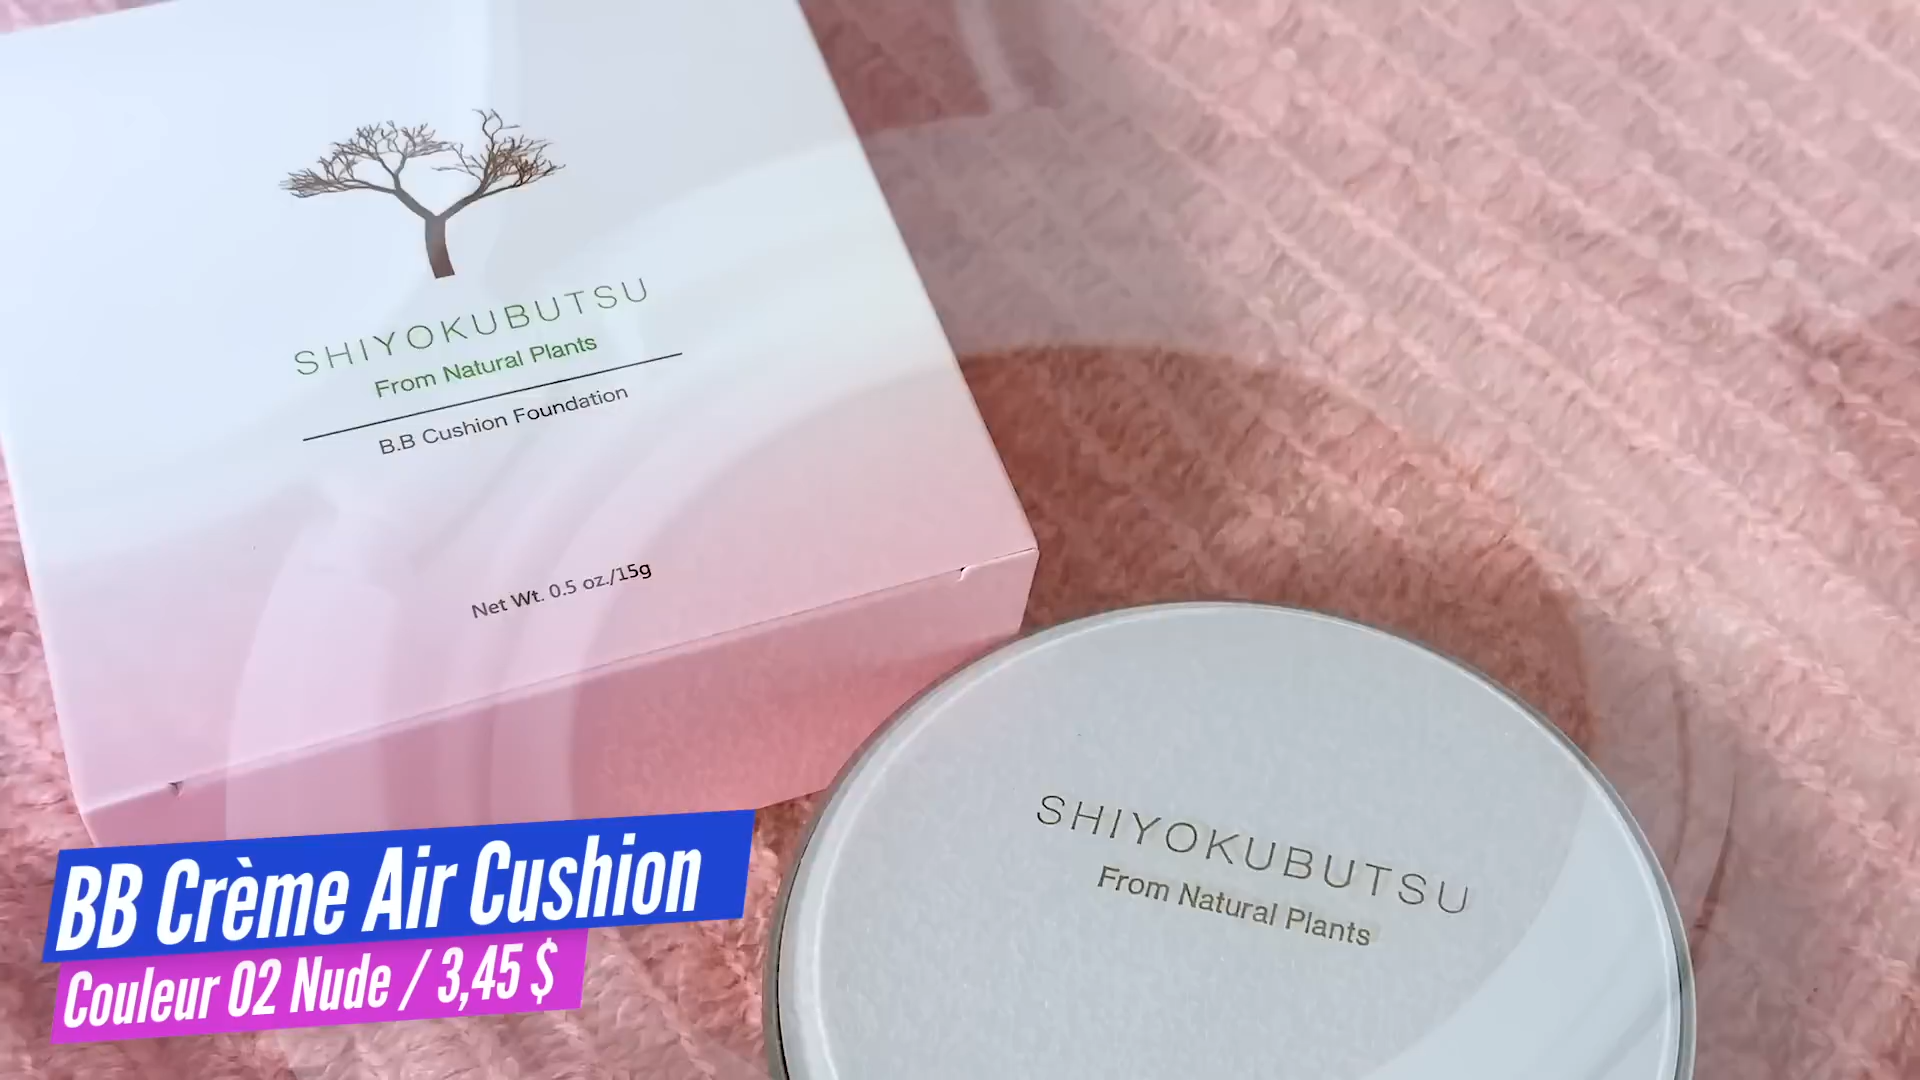 SHIYOKUBUTSU
From Natural Plants
B.B Cushion Foundation
Net Wt. 0.5 oz./15g
SHIYOKUBUTSU
From Natural Plants
BB Crème Air Cushion
Couleur 02 Nude / 3,45 $